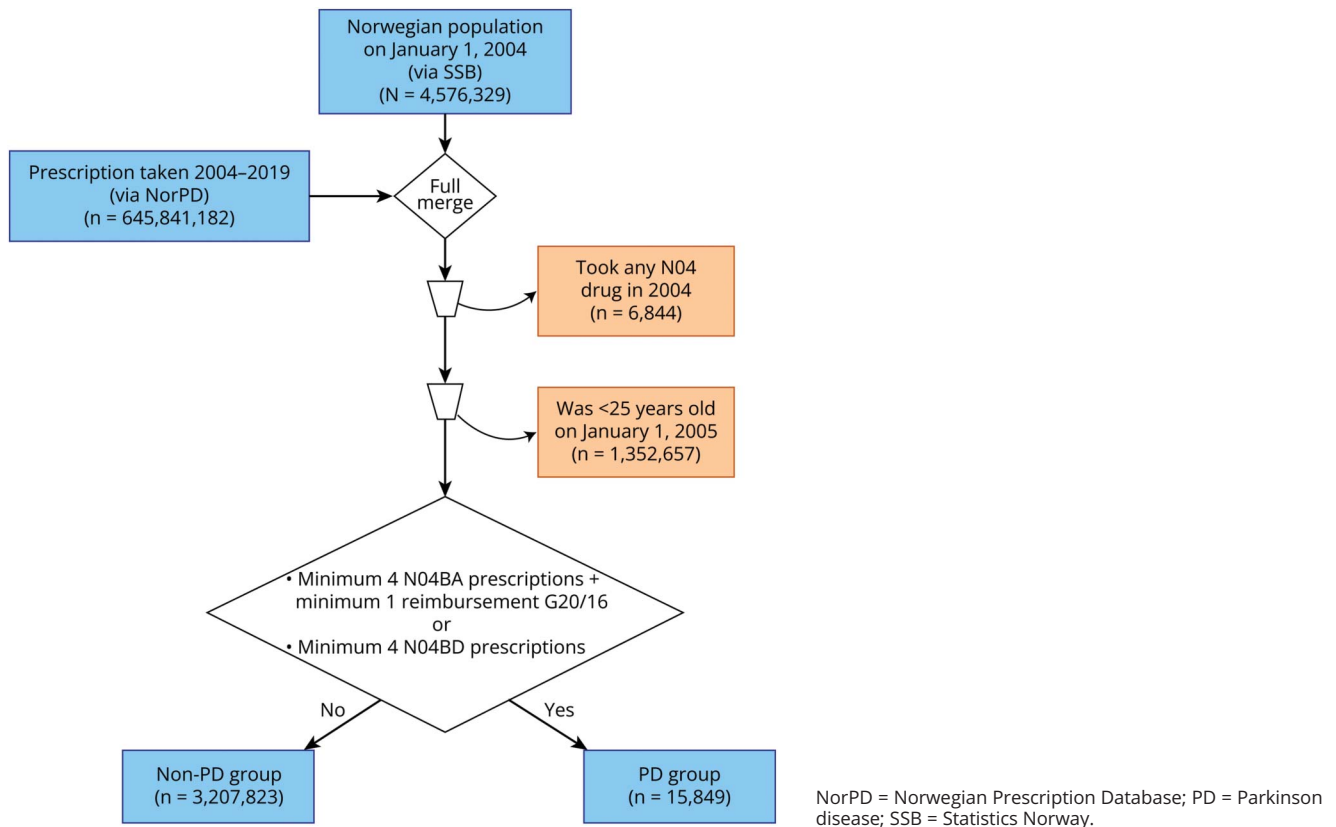 Norwegian population
on January 1, 2004
(via SSB)
(N = 4,576,329)
Prescription taken 2004–2019
(via NorPD)
(n = 645,841,182)
Full
merge
Took any N04
drug in 2004
(n = 6,844)
Was <25 years old
on January 1, 2005
(n = 1,352,657)
• Minimum 4 N04BA prescriptions +
minimum 1 reimbursement G20/16
or
• Minimum 4 N04BD prescriptions
No
Yes
Non-PD group
(n = 3,207,823)
PD group
(n = 15,849)
NorPD = Norwegian Prescription Database; PD = Parkinson
disease; SSB = Statistics Norway.